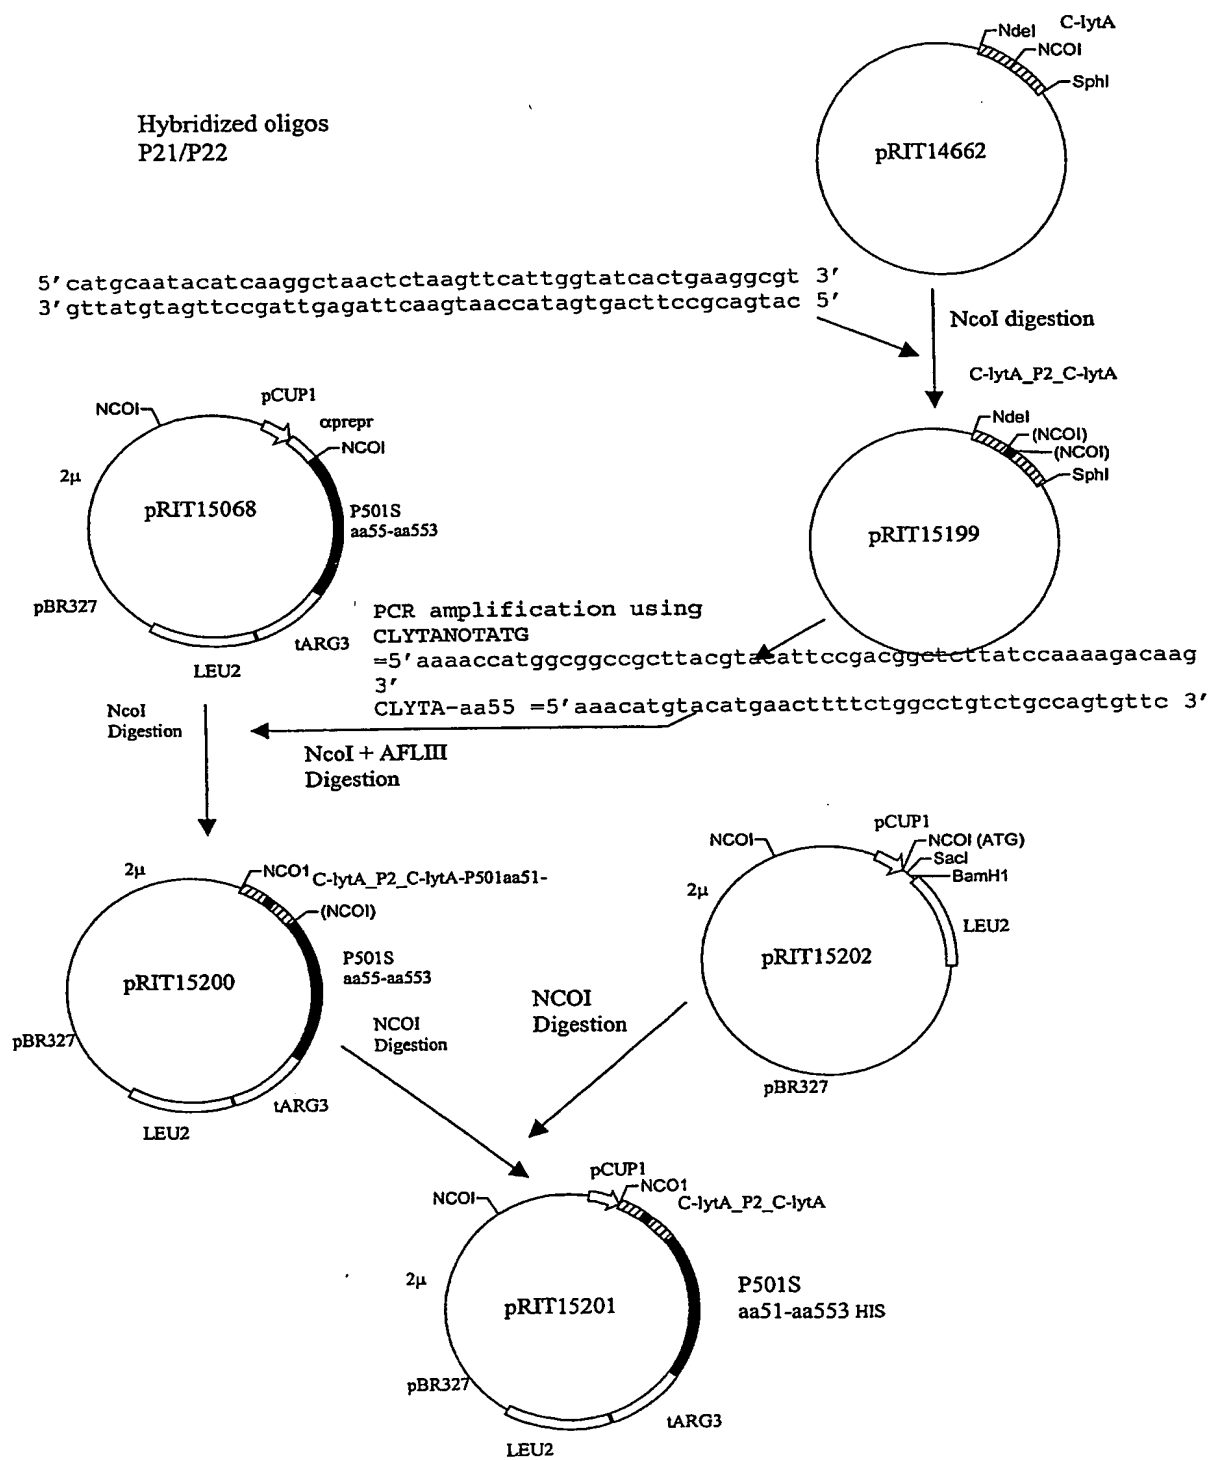 C-lytA
NdeI
NCOI
SphI
pRIT14662
Hybridized oligos
P21/P22
5'catgcaatacatcaaggctaactctaagttcattggtatcactgaaggcgt 3'
3'gttatgtagttccgattgagattcaagtaaccatagtgacttccgcagtac 5'
NcoI digestion
C-lytA_P2_C-lytA
NdeI
(NCOI)
(NCOI)
SphI
pRIT15199
pCUP1
NCOI
αprepr
NCOI
2μ
pRIT15068
P501S
aa55-aa553
pBR327
tARG3
LEU2
PCR amplification using
CLYTANOTATG
=5'aaaaccatggcggccgcttacgtacattccgacggctcttatccaaaagacaag
3'
CLYTA-aa55 =5'aaacatgtacatgaacttttctggcctgtctgccagtgttc 3'
NcoI
Digestion
NcoI + AFLIII
Digestion
2μ
NCO1
C-lytA_P2_C-lytA-P501aa51-
(NCOI)
pRIT15200
P501S
aa55-aa553
pBR327
tARG3
LEU2
NCOI
Digestion
pCUP1
NCOI
NCOI (ATG)
SacI
BamH1
2μ
LEU2
pRIT15202
pBR327
NCOI
Digestion
pCUP1
NCOI
NCO1
C-lytA_P2_C-lytA
2μ
pRIT15201
P501S
aa51-aa553 HIS
pBR327
tARG3
LEU2